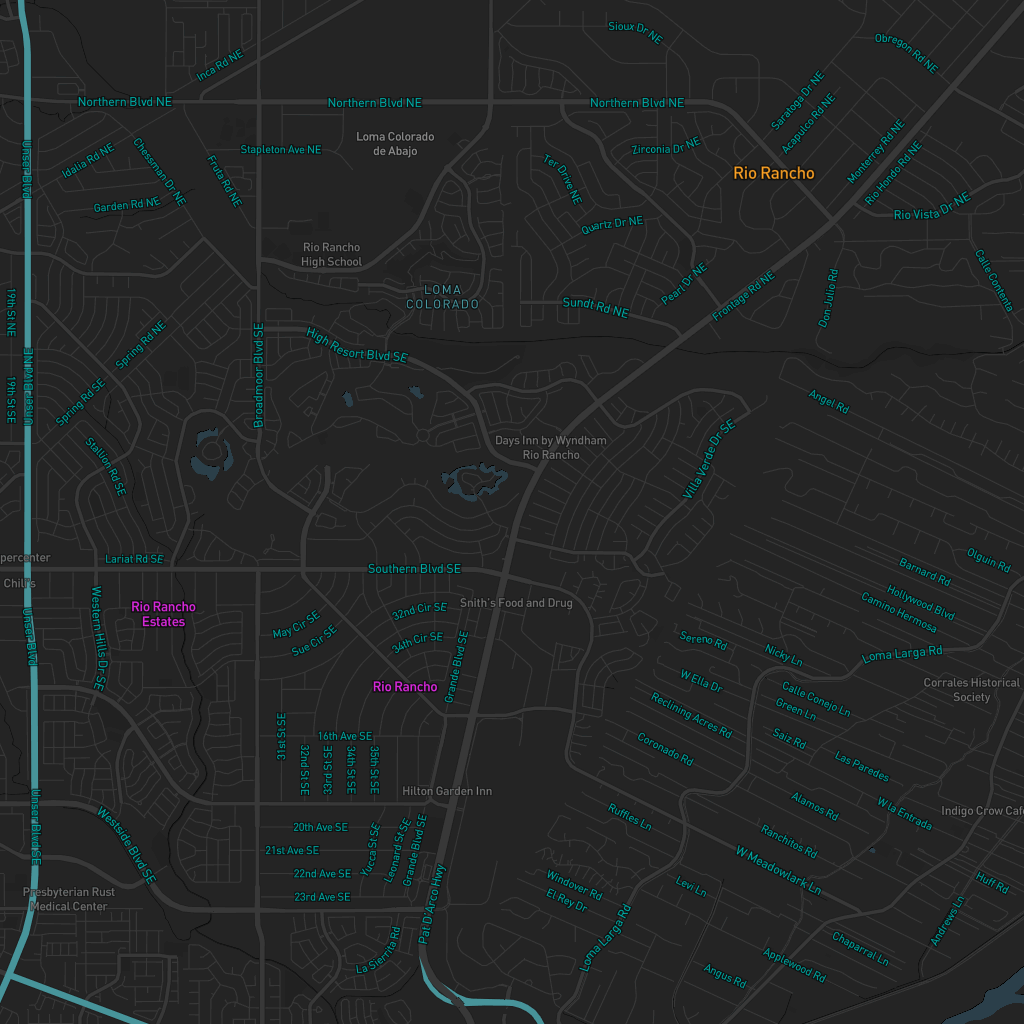 Sioux Dr NE
Obregon Rd NE
Inca Rd NE
Northern Blvd NE
Northern Blvd NE
Northern Blvd NE
Saratoga Dr NE
Acapulco Rd NE
Loma Colorado
de Abajo
Stapleton Ave NE
Zirconia Dr NE
Monterrey Rd NE
Rio Hondo Rd NE
Unser Blvd
Idalia Rd NE
Chessman Dr NE
Fruta Rd NE
Ter Drive NE
Rio Rancho
Garden Rd NE
Quartz Dr NE
Rio Vista Dr NE
Rio Rancho
High School
Calle Contenta
Pearl Dr NE
Frontage Rd NE
Don Julio Rd
LOMA
COLORADO
Sundt Rd NE
19th St NE
Spring Rd NE
High Resort Blvd SE
Broadmoor Blvd SE
19th St SE
Spring Rd SE
Angel Rd
Days Inn by Wyndham
Rio Rancho
Villa Verde Dr SE
Stallion Rd SE
percenter
Lariat Rd SE
Southern Blvd SE
Olguin Rd
Barnard Rd
Chili's
Hollywood Blvd
Camino Hermosa
Rio Rancho
Estates
Snith's Food and Drug
32nd Cir SE
May Cir SE
Sue Cir SE
34th Cir SE
Unser Blvd
Western Hills Dr SE
Grande Blvd SE
Sereno Rd
Nicky Ln
Loma Larga Rd
Rio Rancho
W Ella Dr
Calle Conejo Ln
Green Ln
Corrales Historical
Society
Reclining Acres Rd
31st St SE
16th Ave SE
Saiz Rd
Coronado Rd
32nd St SE
33rd St SE
34th St SE
35th St SE
Las Paredes
Hilton Garden Inn
Alamos Rd
W la Entrada
Indigo Crow Cafe
Ruffles Ln
Unser Blvd SE
Westside Blvd SE
20th Ave SE
Yucca St SE
Leonard St SE
Grande Blvd SE
Ranchitos Rd
21st Ave SE
W Meadowlark Ln
22nd Ave SE
23rd Ave SE
Presbyterian Rust
Medical Center
Windover Rd
El Rey Dr
Levi Ln
Huff Rd
Andrews Ln
Pat D'Arco Hwy
Loma Larga Rd
La Sierrita Rd
Chaparral Ln
Applewood Rd
Angus Rd